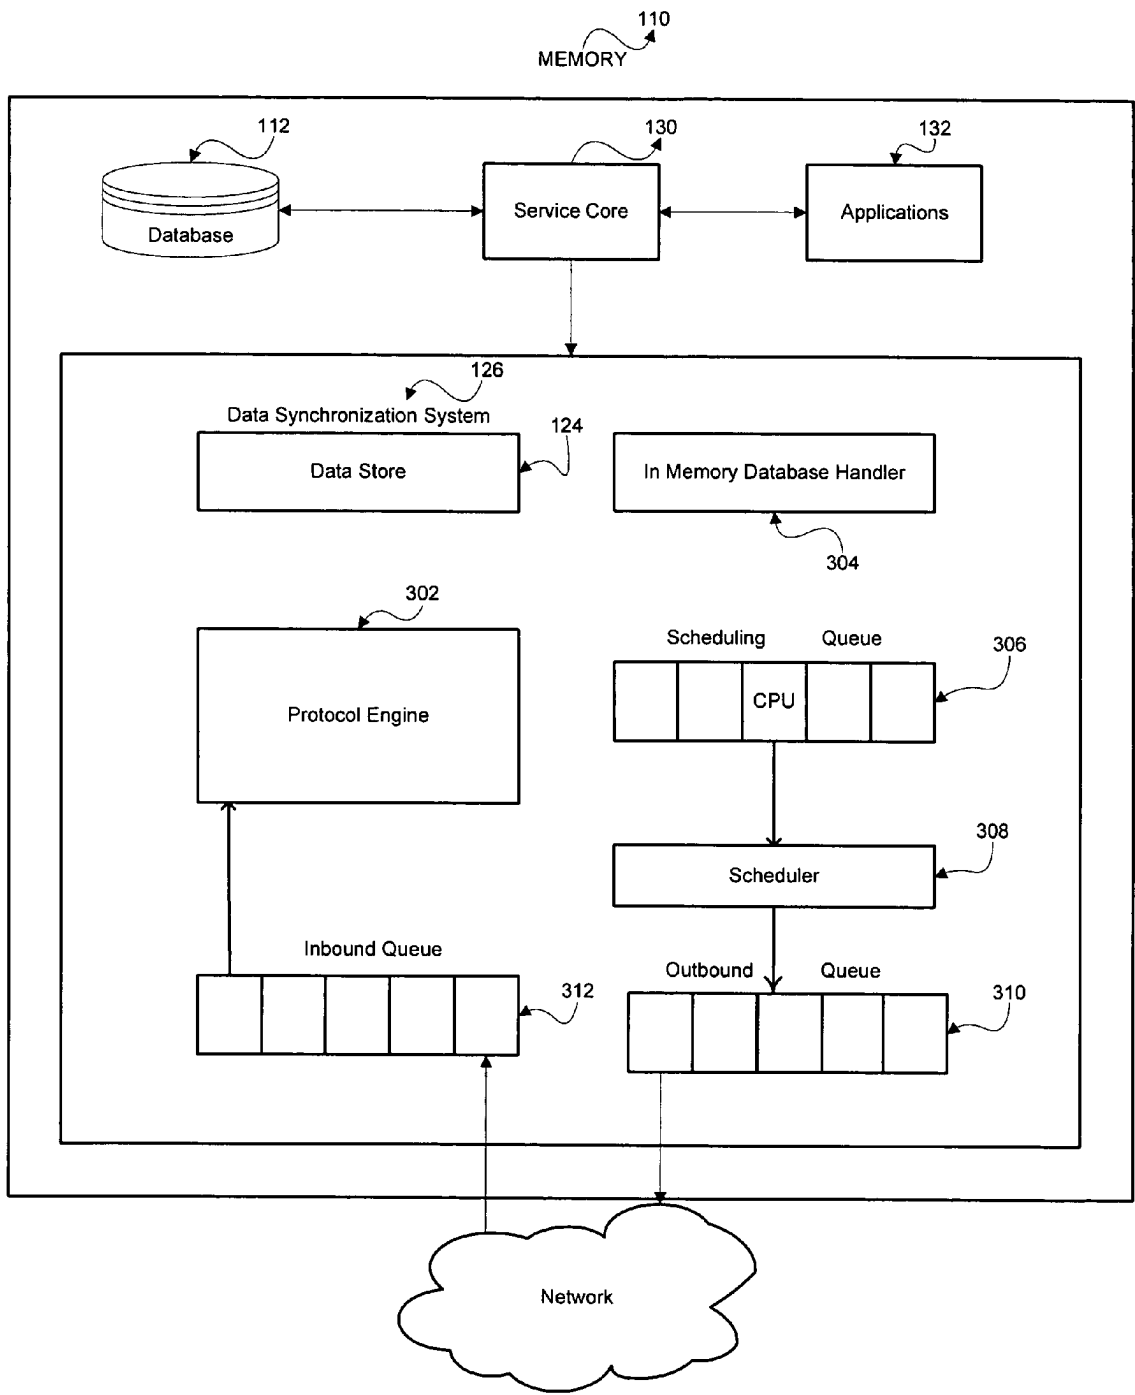 110
MEMORY
112
130
132
Database
Service Core
Applications
126
Data Synchronization System
124
Data Store
In Memory Database Handler
304
302
Scheduling Queue
306
Protocol Engine
CPU
308
Scheduler
Inbound Queue
Outbound Queue
312
310
Network